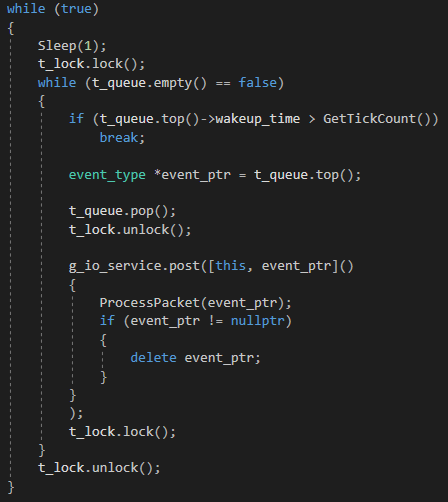 while (true)
{
    Sleep(1);
    t_lock.lock();
    while (t_queue.empty() == false)
    {
        if (t_queue.top()->wakeup_time > GetTickCount())
            break;

        event_type *event_ptr = t_queue.top();

        t_queue.pop();
        t_lock.unlock();

        g_io_service.post([this, event_ptr]()
        {
            ProcessPacket(event_ptr);
            if (event_ptr != nullptr)
            {
                delete event_ptr;
            }
        }
        );
        t_lock.lock();
    }
    t_lock.unlock();
}